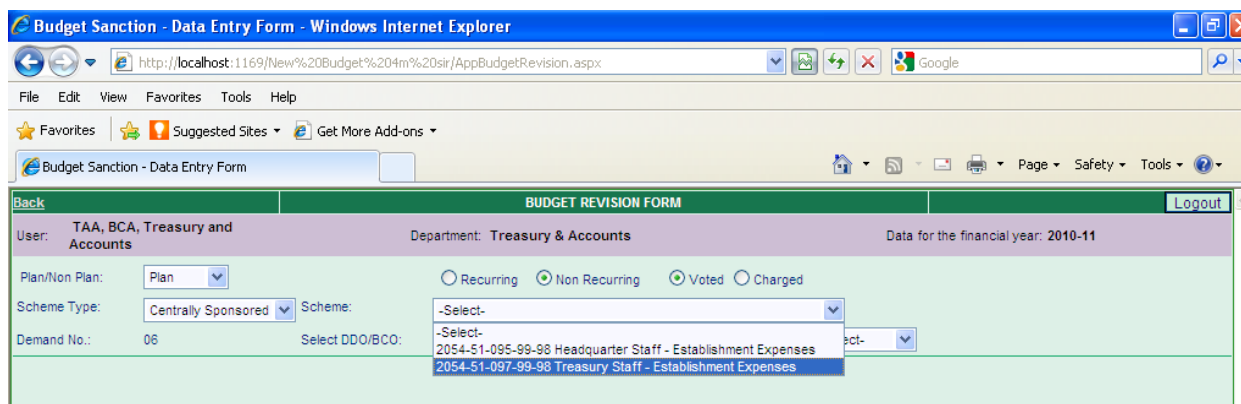 Budget Sanction - Data Entry Form - Windows Internet Explorer
http://localhost:1169/New%20Budget%204m%20sir/AppBudgetRevision.aspx
Google
File Edit View Favorites Tools Help
Favorites Suggested Sites Get More Add-ons
Budget Sanction - Data Entry Form Page Safety Tools
Back BUDGET REVISION FORM Logout
User: TAA, BCA, Treasury and Accounts Department: Treasury & Accounts Data for the financial year: 2010-11
Plan/Non Plan: Plan Recurring Non Recurring Voted Charged
Scheme Type: Centrally Sponsored Scheme: -Select-
Demand No.: 06 Select DDO/BCO: ect-
-Select-
2054-51-095-99-98 Headquarter Staff - Establishment Expenses
2054-51-097-99-98 Treasury Staff - Establishment Expenses